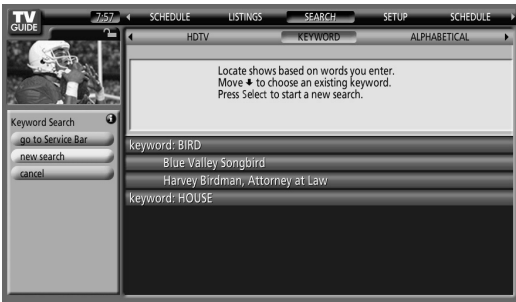 TV
GUIDE
7:57
SCHEDULE LISTINGS SEARCH SETUP SCHEDULE
HDTV KEYWORD ALPHABETICAL
Locate shows based on words you enter.
Move to choose an existing keyword.
Press Select to start a new search.
Keyword Search
go to Service Bar
new search
cancel
keyword: BIRD
Blue Valley Songbird
Harvey Birdman, Attorney at Law
keyword: HOUSE